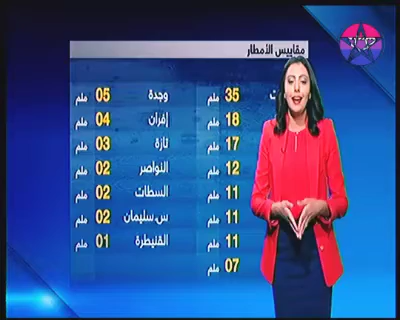 مقاييس الأمطار
35 ملم
18 ملم
17 ملم
12 ملم
11 ملم
11 ملم
11 ملم
07 ملم
وجدة 05 ملم
إفران 04 ملم
تازة 03 ملم
النواصر 02 ملم
السطات 02 ملم
س.سليمان 02 ملم
القنيطرة 01 ملم